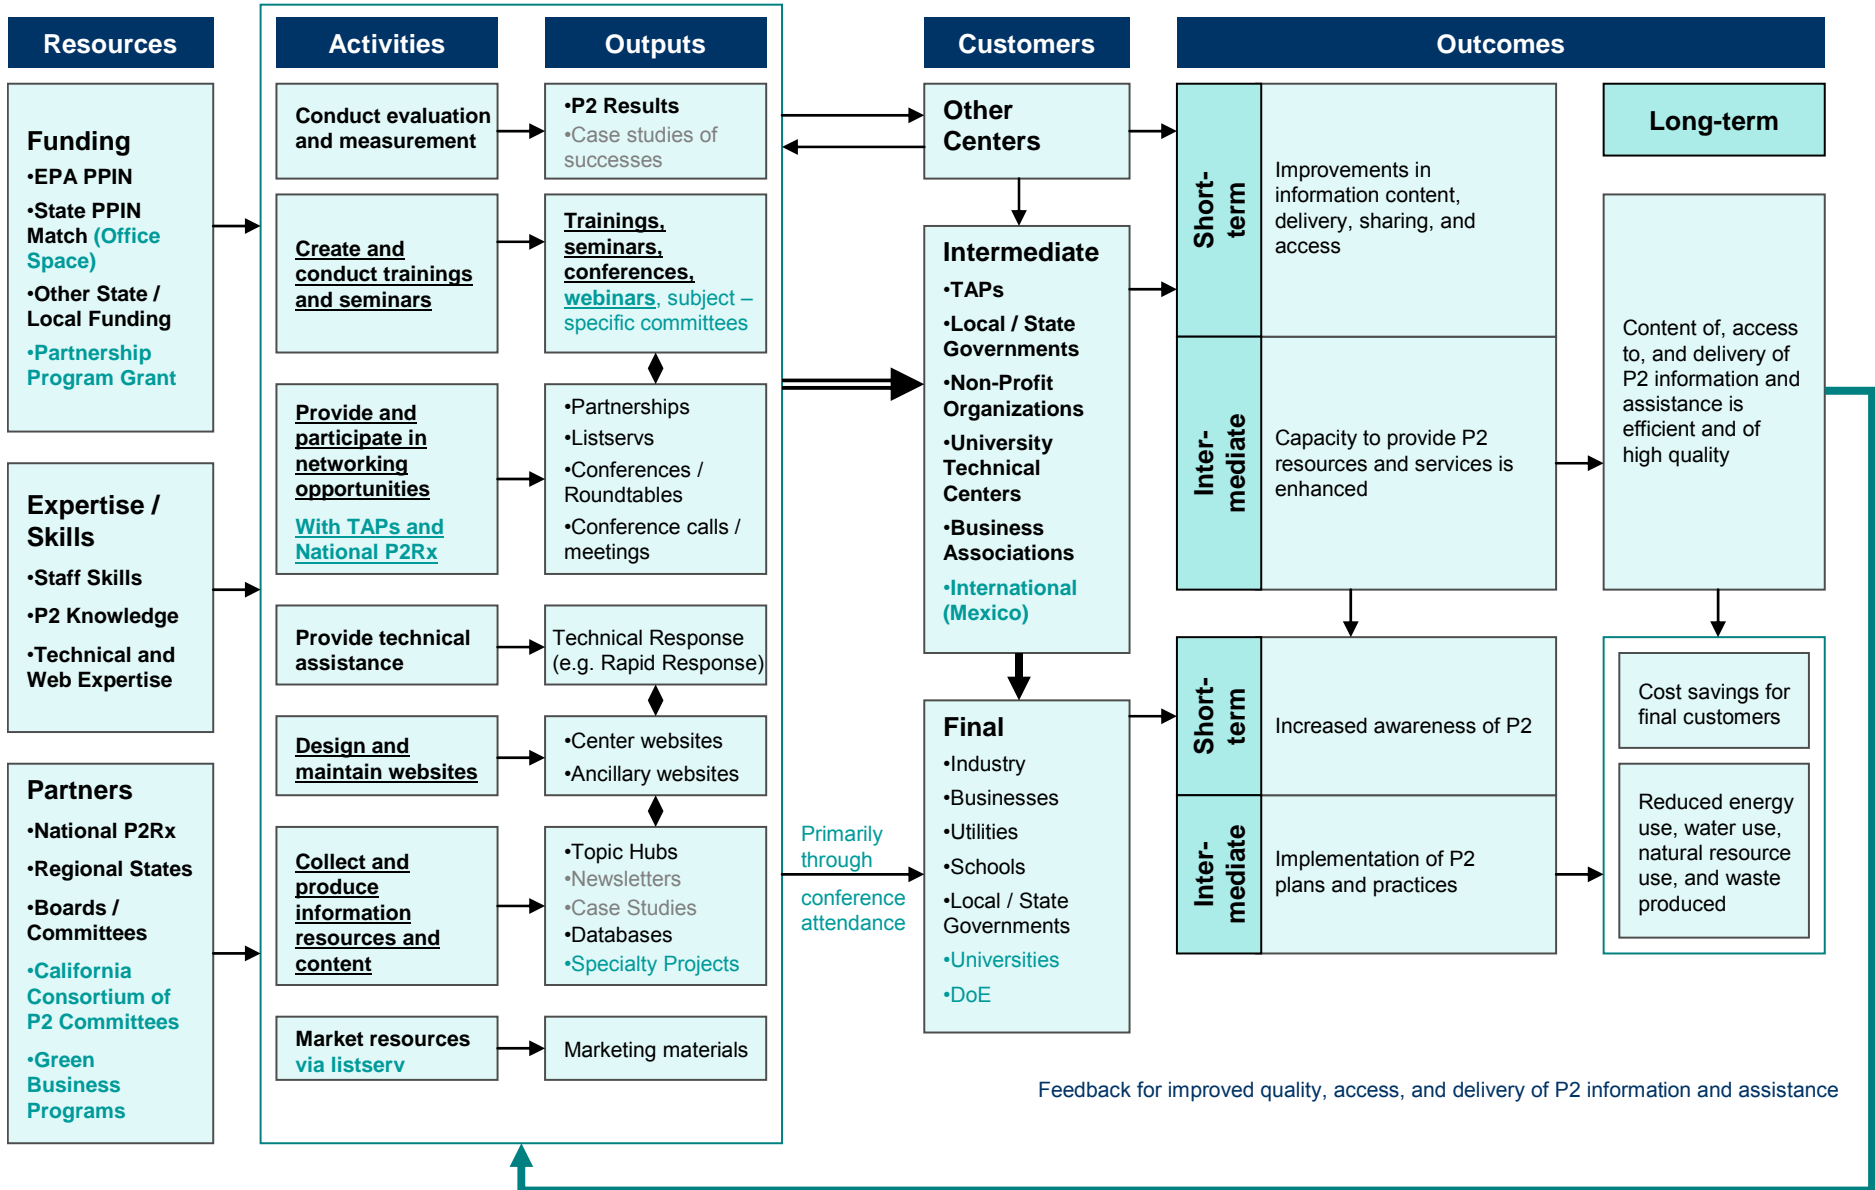 Resources
Activities
Outputs
Customers
Outcomes
Funding
•EPA PPIN
•State PPIN
Match (Office
Space)
•Other State /
Local Funding
•Partnership
Program Grant
Expertise /
Skills
•Staff Skills
•P2 Knowledge
•Technical and
Web Expertise
Partners
•National P2Rx
•Regional States
•Boards /
Committees
•California
Consortium of
P2 Committees
•Green
Business
Programs
Conduct evaluation
and measurement
Create and
conduct trainings
and seminars
Provide and
participate in
networking
opportunities
With TAPs and
National P2Rx
Provide technical
assistance
Design and
maintain websites
Collect and
produce
information
resources and
content
Market resources
via listserv
•P2 Results
•Case studies of
successes
Trainings,
seminars,
conferences,
webinars, subject –
specific committees
•Partnerships
•Listservs
•Conferences /
Roundtables
•Conference calls /
meetings
Technical Response
(e.g. Rapid Response)
•Center websites
•Ancillary websites
•Topic Hubs
•Newsletters
•Case Studies
•Databases
•Specialty Projects
Marketing materials
Primarily
through
conference
attendance
Other
Centers
Intermediate
•TAPs
•Local / State
Governments
•Non-Profit
Organizations
•University
Technical
Centers
•Business
Associations
•International
(Mexico)
Final
•Industry
•Businesses
•Utilities
•Schools
•Local / State
Governments
•Universities
•DoE
Short-
term
Improvements in
information content,
delivery, sharing, and
access
Inter-
mediate
Capacity to provide P2
resources and services is
enhanced
Short-
term
Increased awareness of P2
Inter-
mediate
Implementation of P2
plans and practices
Long-term
Content of, access
to, and delivery of
P2 information and
assistance is
efficient and of
high quality
Cost savings for
final customers
Reduced energy
use, water use,
natural resource
use, and waste
produced
Feedback for improved quality, access, and delivery of P2 information and assistance